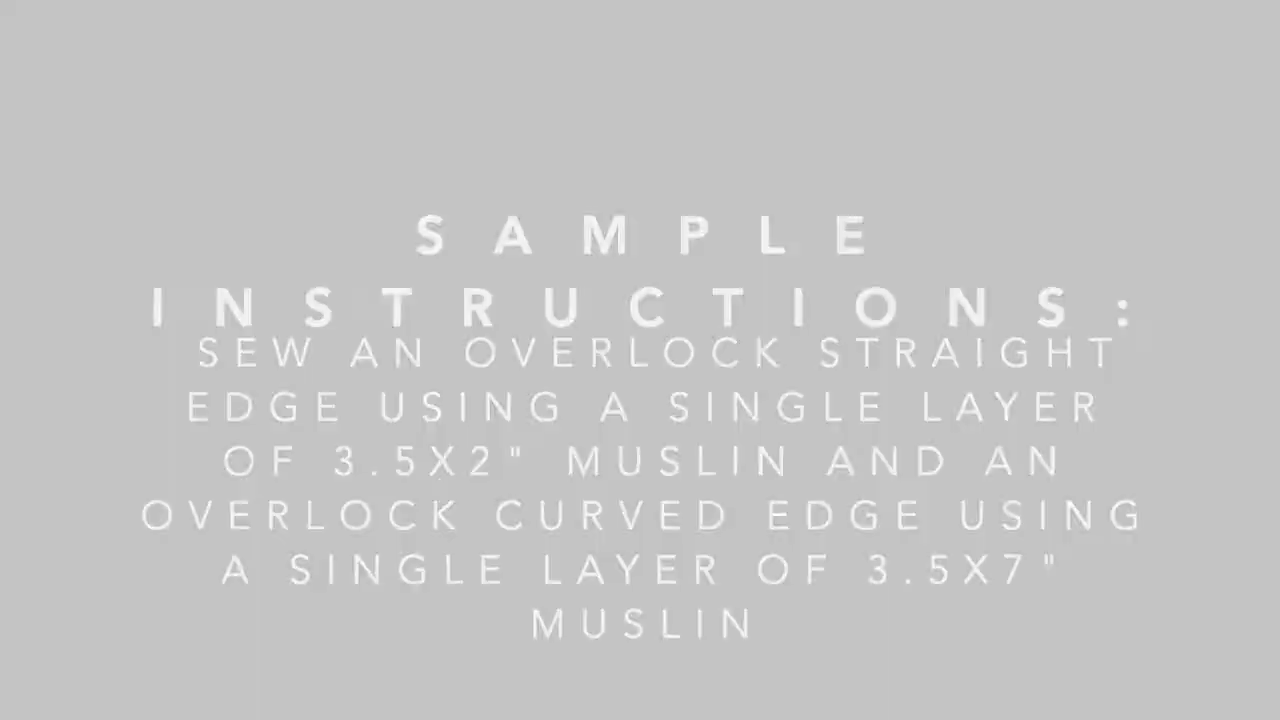 SAMPLE
INSTRUCTIONS:
SEW AN OVERLOCK STRAIGHT
EDGE USING A SINGLE LAYER
OF 3.5X2" MUSLIN AND AN
OVERLOCK CURVED EDGE USING
A SINGLE LAYER OF 3.5X7"
MUSLIN